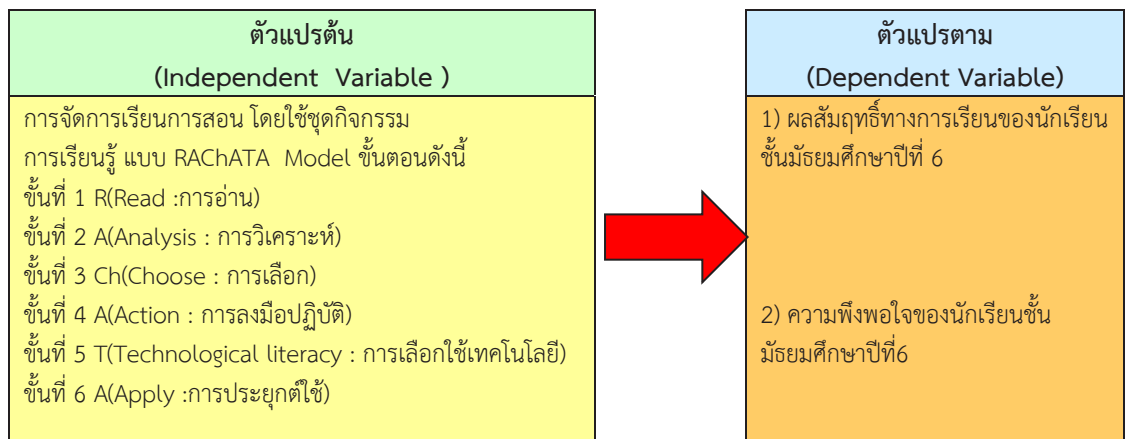 ตัวแปรต้น
(Independent Variable )
การจัดการเรียนการสอน โดยใช้ชุดกิจกรรม
การเรียนรู้ แบบ RAChATA Model ขั้นตอนดังนี้
ขั้นที่ 1 R(Read :การอ่าน)
ขั้นที่ 2 A(Analysis : การวิเคราะห์)
ขั้นที่ 3 Ch(Choose : การเลือก)
ขั้นที่ 4 A(Action : การลงมือปฏิบัติ)
ขั้นที่ 5 T(Technological literacy : การเลือกใช้เทคโนโลยี)
ขั้นที่ 6 A(Apply :การประยุกต์ใช้)
ตัวแปรตาม
(Dependent Variable)
1) ผลสัมฤทธิ์ทางการเรียนของนักเรียน
ชั้นมัธยมศึกษาปีที่ 6
2) ความพึงพอใจของนักเรียนชั้น
มัธยมศึกษาปีที่6